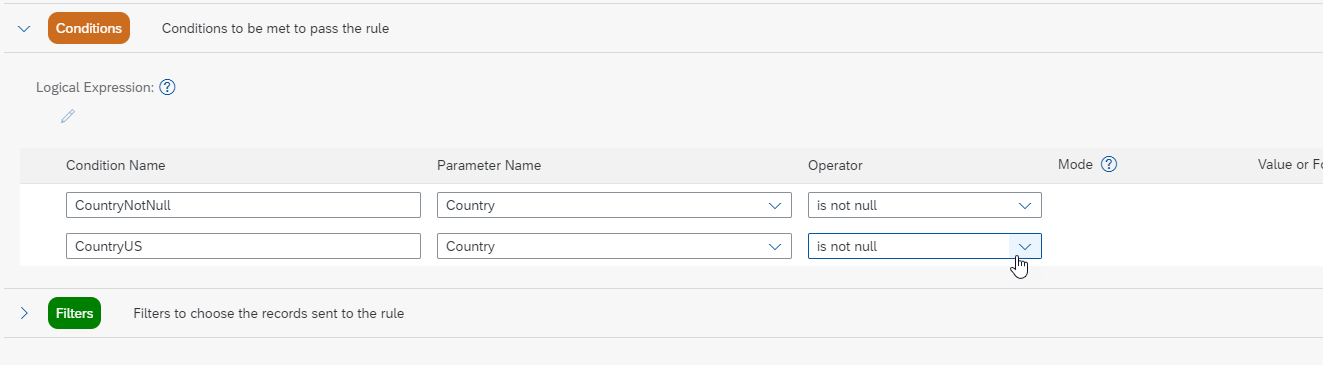 Conditions Conditions to be met to pass the rule
Logical Expression: ?
Condition Name Parameter Name Operator Mode ? Value or Fo
CountryNotNull Country is not null
CountryUS Country is not null
Filters Filters to choose the records sent to the rule